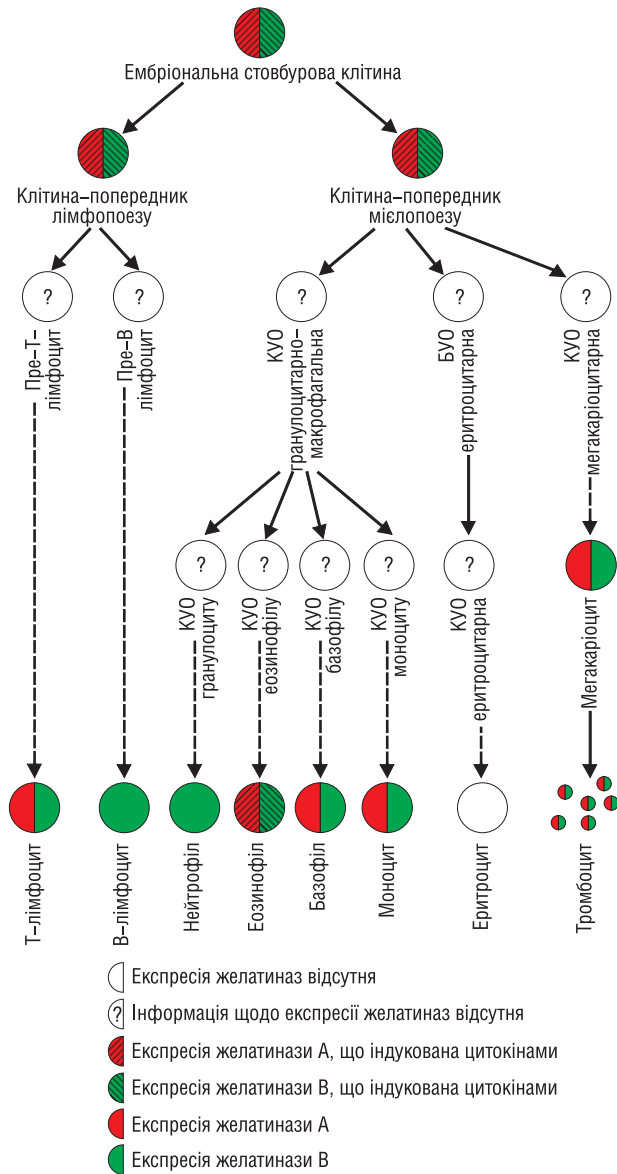 Ембріональна стовбурова клітина
Клітина–попередник
лімфопоезу
Клітина–попередник
мієлопоезу
?
?
?
?
?
Пре–Т–
лімфоцит
Пре–В
лімфоцит
КУО
гранулоцитарно–
макрофагальна
БУО
еритроцитарна
КУО
мегакаріоцитарна
?
?
?
?
?
КУО
гранулоциту
КУО
еозинофілу
КУО
базофілу
КУО
моноциту
КУО
еритроцитарна
Мегакаріоцит
Т–лімфоцит
В–лімфоцит
Нейтрофіл
Еозинофіл
Базофіл
Моноцит
Еритроцит
Тромбоцит
Експресія желатиназ відсутня
? Інформація щодо експресії желатиназ відсутня
Експресія желатинази А, що індукована цитокінами
Експресія желатинази В, що індукована цитокінами
Експресія желатинази А
Експресія желатинази В